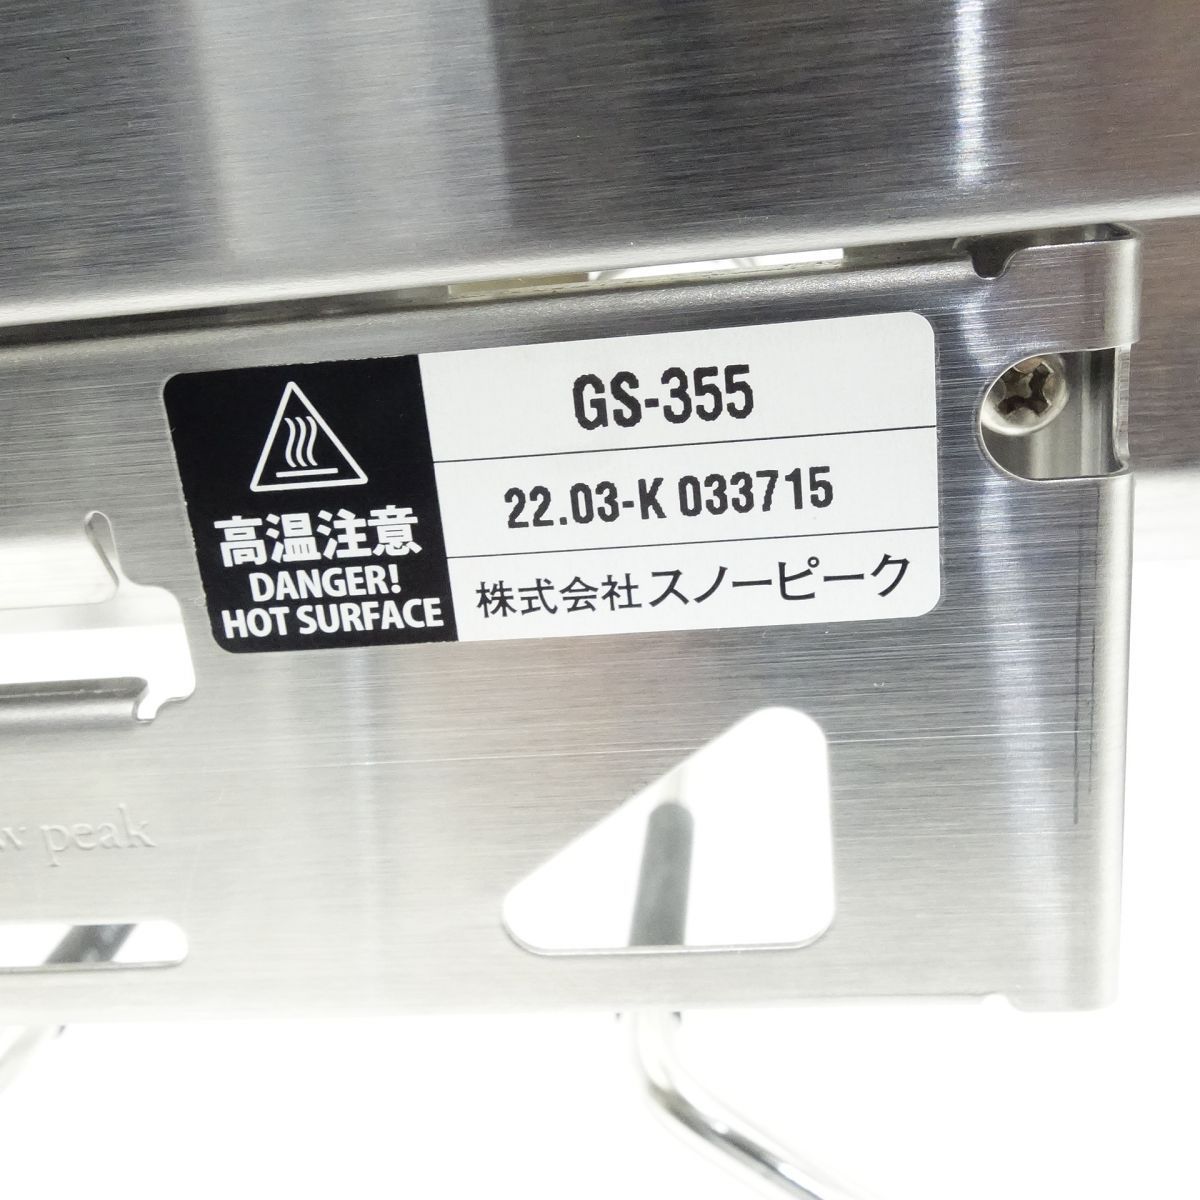 高温注意
DANGER!
HOT SURFACE
GS-355
22.03-K 033715
株式会社スノーピーク
peak